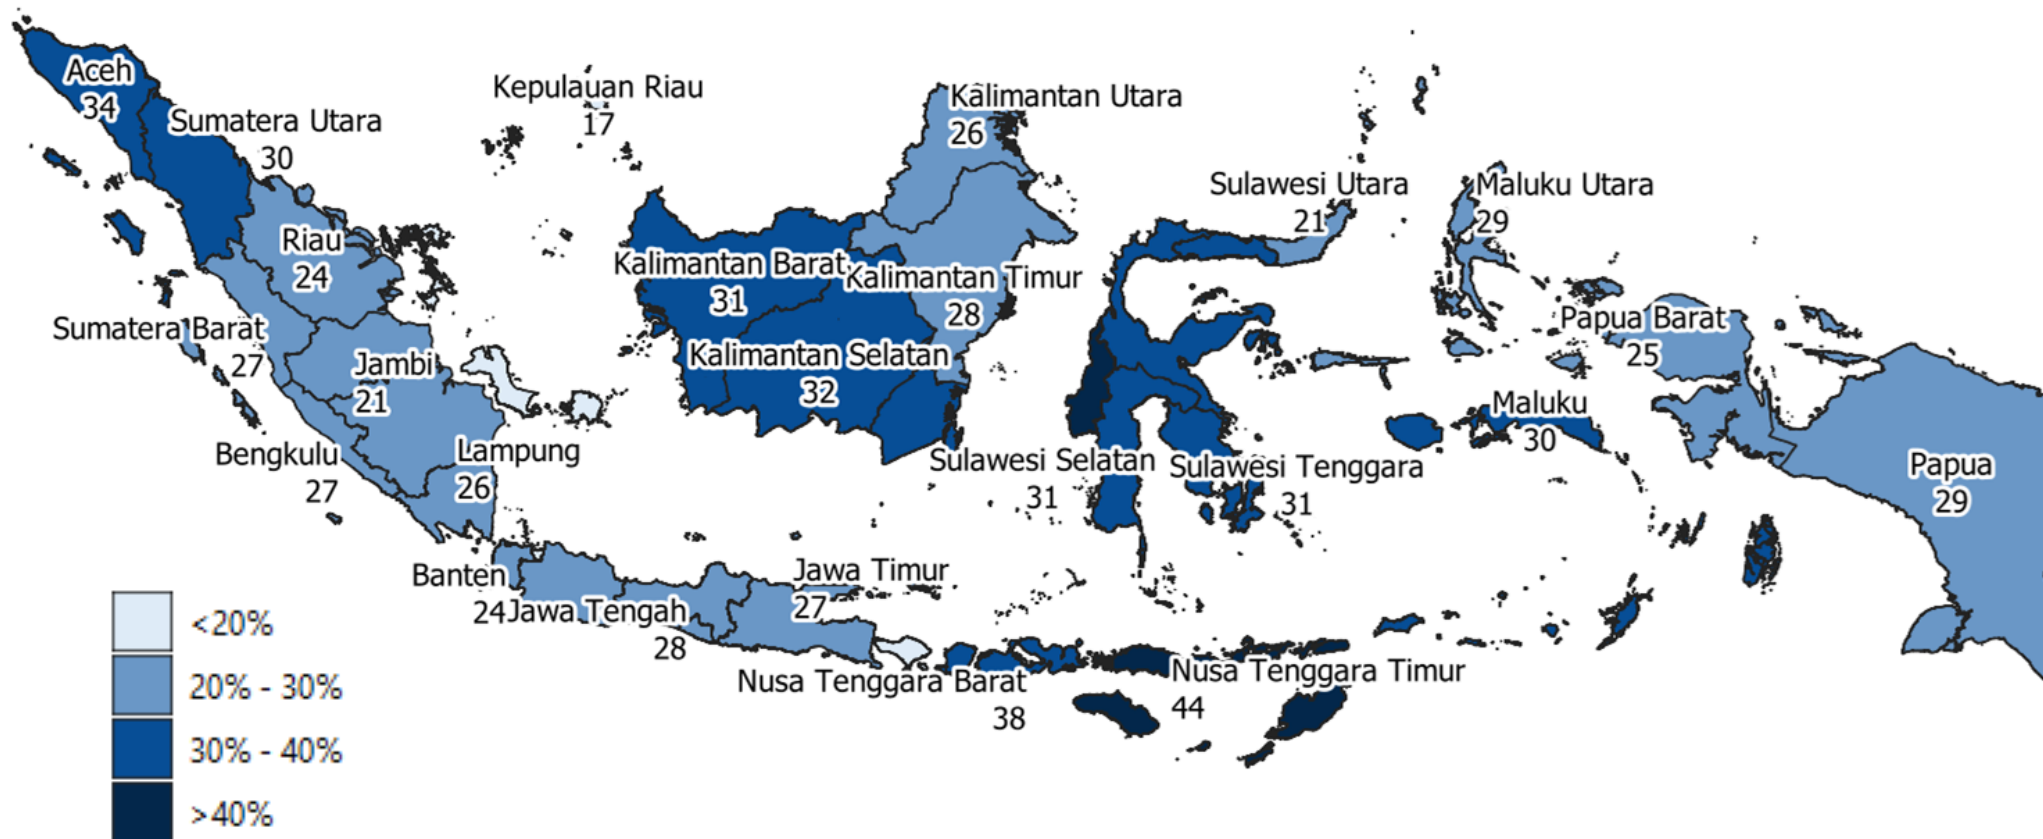 Aceh
34
Sumatera Utara
30
Kepulauan Riau
17
Kalimantan Utara
26
Sulawesi Utara
21
Maluku Utara
29
Riau
24
Kalimantan Barat
31
Kalimantan Timur
28
Sumatera Barat
27
Jambi
21
Kalimantan Selatan
32
Papua Barat
25
Maluku
30
Bengkulu
27
Lampung
26
Sulawesi Selatan
31
Sulawesi Tenggara
31
Papua
29
Banten
24
Jawa Tengah
28
Jawa Timur
27
Nusa Tenggara Barat
38
Nusa Tenggara Timur
44
<20%
20% - 30%
30% - 40%
>40%